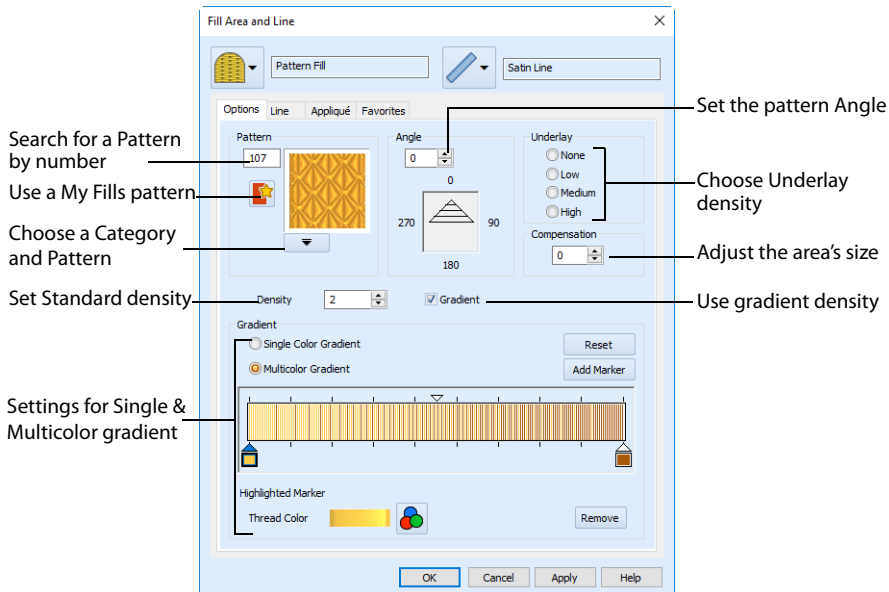 Fill Area and Line
Pattern Fill
Satin Line
Options Line Appliqué Favorites
Set the pattern Angle
Search for a Pattern
by number
Pattern
107
Angle
0
0
270
90
180
Underlay
None
Low
Medium
High
Use a My Fills pattern
Choose Underlay
density
Choose a Category
and Pattern
Compensation
0
Adjust the area's size
Set Standard density
Density
2
Gradient
Use gradient density
Gradient
Single Color Gradient
Reset
Multicolor Gradient
Add Marker
Settings for Single &
Multicolor gradient
Highlighted Marker
Thread Color
Remove
OK Cancel Apply Help